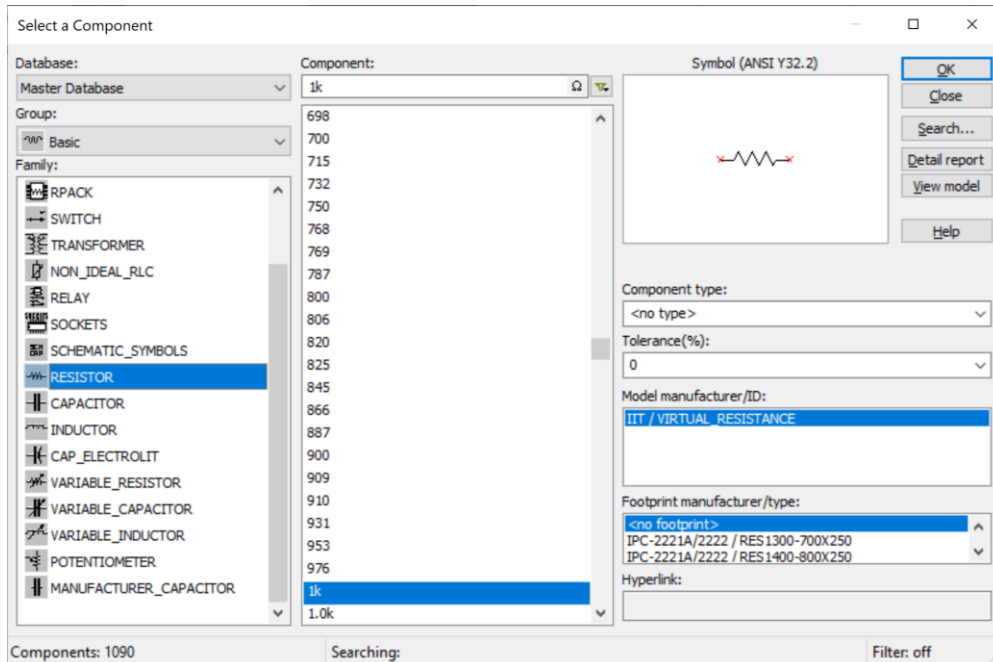 Select a Component
Database:
Master Database
Group:
Basic
Family:
RPACK
SWITCH
TRANSFORMER
NON_IDEAL_RLC
RELAY
SOCKETS
SCHEMATIC_SYMBOLS
RESISTOR
CAPACITOR
INDUCTOR
CAP_ELECTROLIT
VARIABLE_RESISTOR
VARIABLE_CAPACITOR
VARIABLE_INDUCTOR
POTENTIOMETER
MANUFACTURER_CAPACITOR
Component:
1k Ω
698
700
715
732
750
768
769
787
800
806
820
825
845
866
887
900
909
910
931
953
976
1k
1.0k
Symbol (ANSI Y32.2)
Component type:
<no type>
Tolerance(%):
0
Model manufacturer/ID:
IIT / VIRTUAL_RESISTANCE
Footprint manufacturer/type:
<no footprint>
IPC-2221A/2222 / RES1300-700X250
IPC-2221A/2222 / RES1400-800X250
Hyperlink:
OK
Close
Search...
Detail report
View model
Help
Components: 1090
Searching:
Filter: off